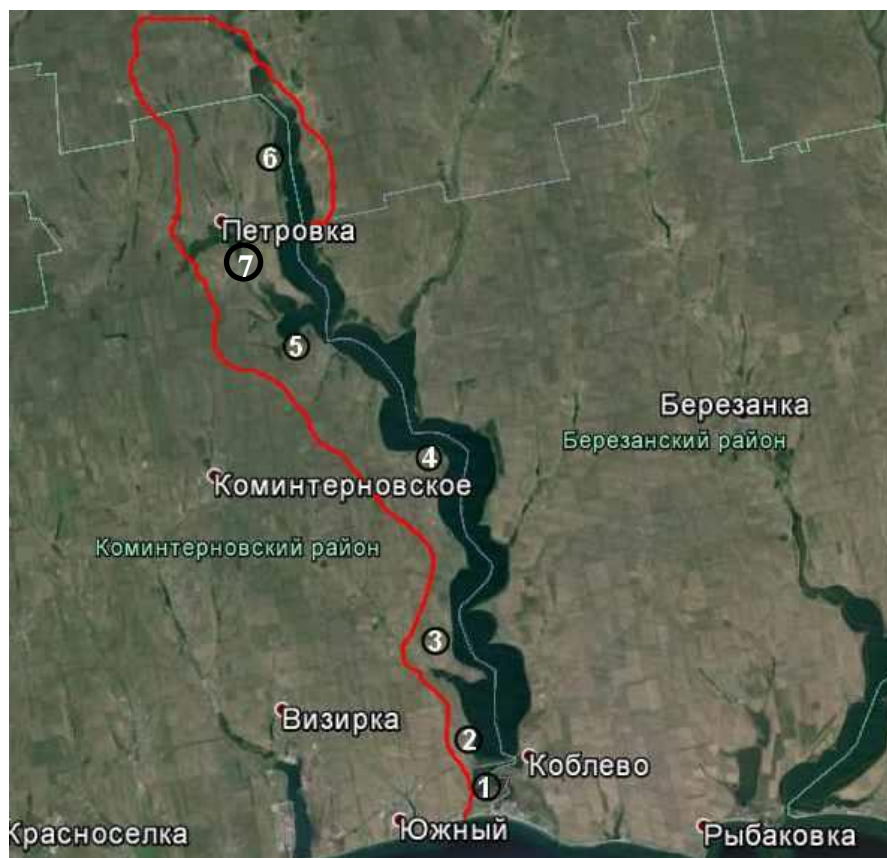 6
Петровка
7
5
Березанка
Березанский район
4
Коминтерновское
Коминтерновский район
3
Визирка
2
Коблево
1
Красноселка
Южный
Рыбаковка